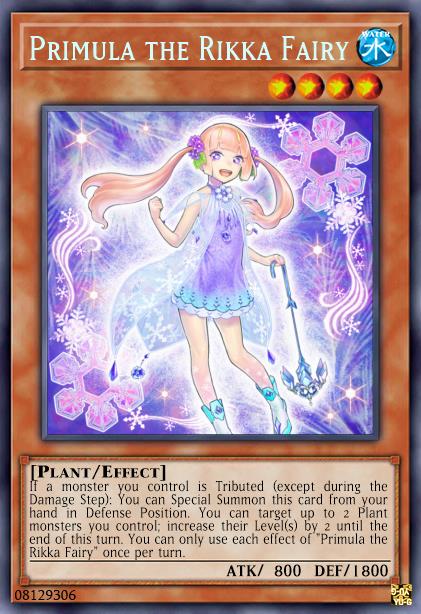 PRIMULA THE RIKKA FAIRY
WATER
水
[PLANT/EFFECT]
If a monster you control is Tributed (except during the
Damage Step): You can Special Summon this card from your
hand in Defense Position. You can target up to 2 Plant
monsters you control; increase their Level(s) by 2 until the
end of this turn. You can only use each effect of "Primula the
Rikka Fairy" once per turn.
ATK/ 800 DEF/1800
08129306